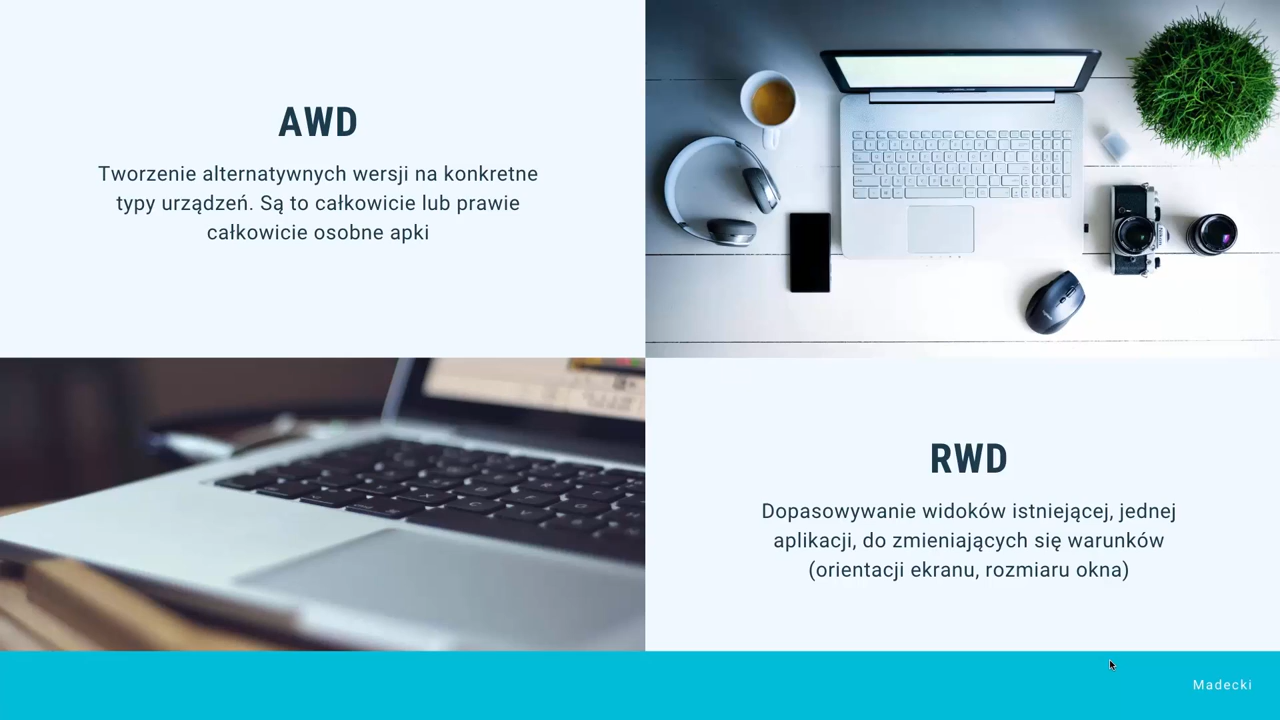 AWD
Tworzenie alternatywnych wersji na konkretne
typy urządzeń. Są to całkowicie lub prawie
całkowicie osobne apki
RWD
Dopasowywanie widoków istniejącej, jednej
aplikacji, do zmieniających się warunków
(orientacji ekranu, rozmiaru okna)
Madecki